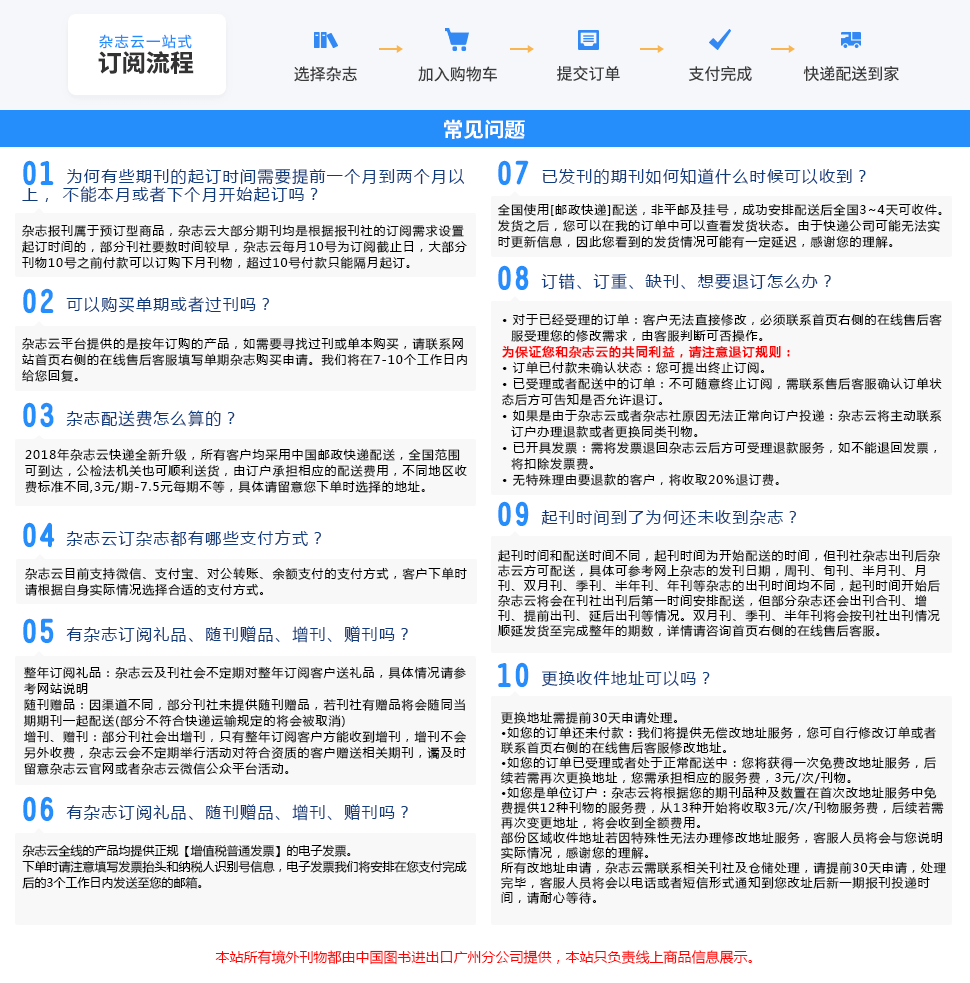 杂志云一站式
订阅流程
选择杂志
加入购物车
提交订单
支付完成
快递配送到家
常见问题
01 为何有些期刊的起订时间需要提前一个月到两个月以
上， 不能本月或者下个月开始起订吗？
杂志报刊属于预订型商品，杂志云大部分期刊均是根据报刊社的订阅需求设置
起订时间的，部分刊社要数时间较早，杂志云每月10号为订阅截止日，大部分
刊物10号之前付款可以订购下月刊物，超过10号付款只能隔月起订。
02 可以购买单期或者过刊吗？
杂志云平台提供的是按年订购的产品，如需要寻找过刊或单本购买，请联系网
站首页右侧的在线售后客服填写单期杂志购买申请。我们将在7-10个工作日内
给您回复。
03 杂志配送费怎么算的？
2018年杂志云快递全新升级，所有客户均采用中国邮政快递配送，全国范围
可到达，公检法机关也可顺利送货，由订户承担相应的配送费用，不同地区收
费标准不同,3元/期-7.5元每期不等，具体请留意您下单时选择的地址。
04 杂志云订杂志都有哪些支付方式？
杂志云目前支持微信、支付宝、对公转账、余额支付的支付方式，客户下单时
请根据自身实际情况选择合适的支付方式。
05 有杂志订阅礼品、随刊赠品、增刊、赠刊吗？
整年订阅礼品：杂志云及刊社会不定期对整年订阅客户送礼品，具体情况请参
考网站说明
随刊赠品：因渠道不同，部分刊社未提供随刊赠品，若刊社有赠品将会随同当
期期刊一起配送(部分不符合快递运输规定的将会被取消)
增刊、赠刊：部分刊社会出增刊，只有整年订阅客户方能收到增刊，增刊不会
另外收费，杂志云会不定期举行活动对符合资质的客户赠送相关期刊，谶及时
留意杂志云官网或者杂志云微信公众平台活动。
06 有杂志订阅礼品、随刊赠品、增刊、赠刊吗？
杂志云全线的产品均提供正规【增值税普通发票】的电子发票。
下单时请注意填写发票抬头和纳税人识别号信息，电子发票我们将安排在您支付完成
后的3个工作日内发送至您的邮箱。
07 已发刊的期刊如何知道什么时候可以收到？
全国使用[邮政快递]配送，非平邮及挂号，成功安排配送后全国3~4天可收件。
发货之后，您可以在我的订单中可以查看发货状态。由于快递公司可能无法实
时更新信息，因此您看到的发货情况可能有一定延迟，感谢您的理解。
08 订错、订重、缺刊、想要退订怎么办？
• 对于已经受理的订单：客户无法直接修改，必须联系首页右侧的在线售后客
服受理您的修改需求，由客服判断可否操作。
为保证您和杂志云的共同利益，请注意退订规则：
• 订单已付款未确认状态：您可提出终止订阅。
• 已受理或者配送中的订单：不可随意终止订阅，需联系售后客服确认订单状
态后方可告知是否允许退订。
• 如果是由于杂志云或者杂志社原因无法正常向订户投递：杂志云将主动联系
订户办理退款或者更换同类刊物。
• 已开具发票：需将发票退回杂志云后方可受理退款服务，如不能退回发票，
将扣除发票费。
• 无特殊理由要退款的客户，将收取20%退订费。
09 起刊时间到了为何还未收到杂志？
起刊时间和配送时间不同，起刊时间为开始配送的时间，但刊社杂志出刊后杂
志云方可配送，具体可参考网上杂志的发刊日期，周刊、旬刊、半月刊、月
刊、双月刊、季刊、半年刊、年刊等杂志的出刊时间均不同，起刊时间开始后
杂志云将会在刊社出刊后第一时间安排配送，但部分杂志还会出刊合刊、增
刊、提前出刊、延后出刊等情况。双月刊、季刊、半年刊将会按刊社出刊情况
顺延发货至完成整年的期数，详情请咨询首页右侧的在线售后客服。
10 更换收件地址可以吗？
更换地址需提前30天申请处理。
•如您的订单还未付款：我们将提供无偿改地址服务，您可自行修改订单或者
联系首页右侧的在线售后客服修改地址。
•如您的订单已受理或者处于正常配送中：您将获得一次免费改地址服务，后
续若需再次更换地址，您需承担相应的服务费，3元/次/刊物。
•如您是单位订户：杂志云将根据您的期刊品种及数置在首次改地址服务中免
费提供12种刊物的服务费，从13种开始将收取3元/次/刊物服务费，后续若需
再次变更地址，将会收到全额费用。
部份区域收件地址若因特殊性无法办理修改地址服务，客服人员将会与您说明
实际情况，感谢您的理解。
所有改地址申请，杂志云需联系相关刊社及仓储处理，请提前30天申请，处理
完毕，客服人员将会以电话或者短信形式通知到您改址后新一期报刊投递时
间，请耐心等待。
本站所有境外刊物都由中国图书进出口广州分公司提供，本站只负责线上商品信息展示。